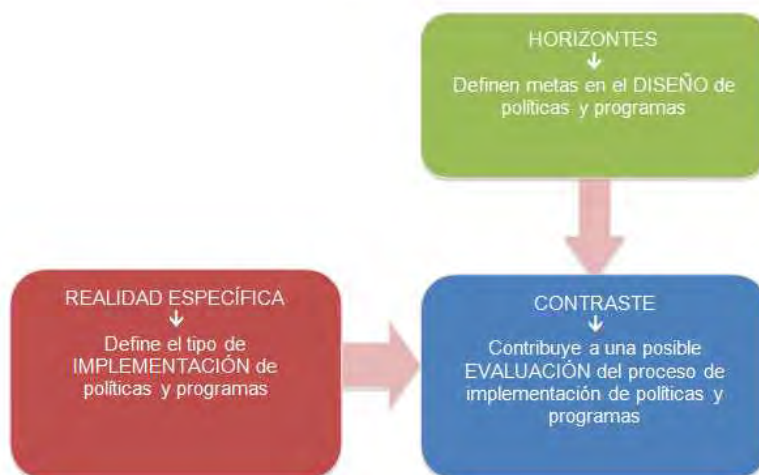 HORIZONTES
↓
Definen metas en el DISEÑO de
políticas y programas
REALIDAD ESPECÍFICA
↓
Define el tipo de
IMPLEMENTACIÓN de
políticas y programas
CONTRASTE
↓
Contribuye a una posible
EVALUACIÓN del proceso de
implementación de políticas y
programas